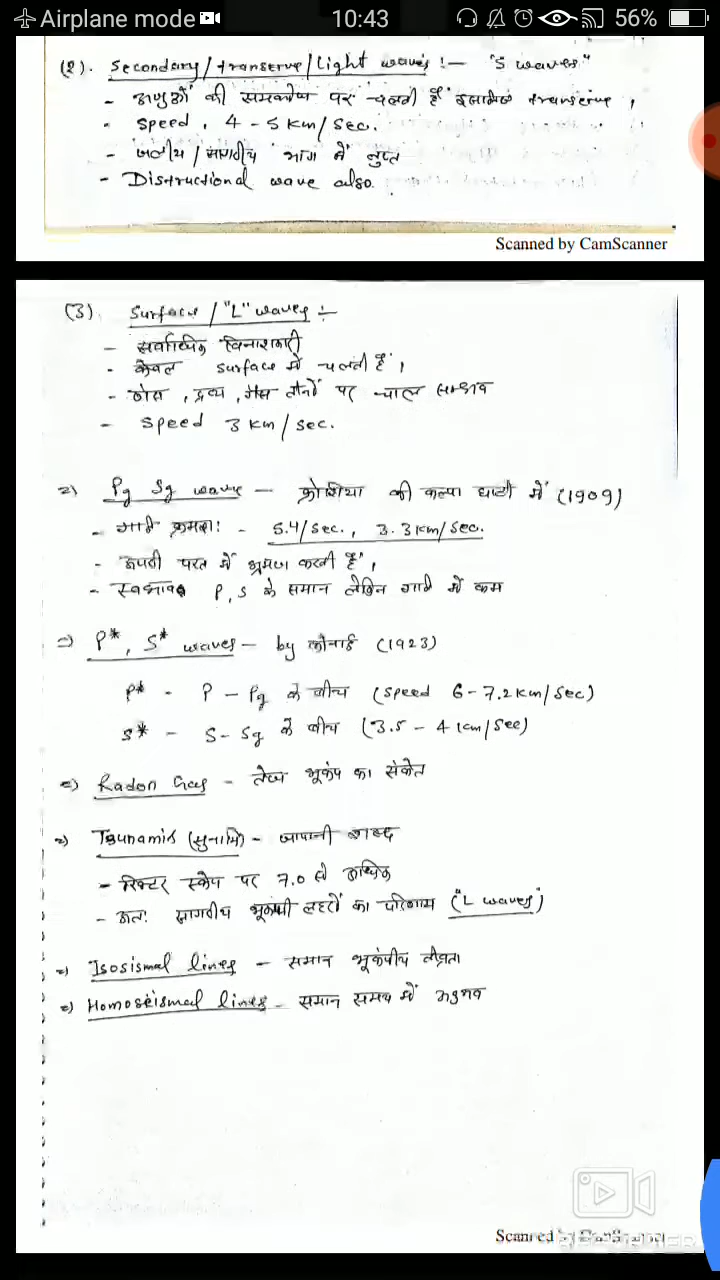 Airplane mode 10:43 56%
(2). Secondary/transerve/Light waves :- "S waves"
- अणुओं की समकोण पर चलती है इसलिए transerve,
- Speed, 4 - 5 km/sec.
- जलीय/सागरीय भाग में लुप्त
- Distructional wave also.
Scanned by CamScanner
(3). Surface/"L" waves :-
- सर्वाधिक विनाशकारी
- केवल surface में चलती है,
- ठोस, द्रव्य, गैस तीनों पर चाल सम्भव
- Speed 3 km/sec.
=) Pg Sg wave - क्रोशिया की कल्पा घाटी में (1909)
- गति क्रमशः - 5.4/sec., 3.3 km/sec.
- ऊपरी परत में भ्रमण करती हैं,
- स्वभाव P, S के समान लेकिन गति में कम
=) P*, S* waves - by कोनार्ड (1923)
P* - P - Pg के बीच (Speed 6 - 7.2 km/sec)
S* - S - Sg के बीच (3.5 - 4 km/sec)
=) Radon Gas - तेज भूकंप का संकेत
=) Tsunamis (सुनामि) - जापानी शब्द
- रिक्टर स्केल पर 7.0 से अधिक
- अतः सागरीय भूकंपी लहरों का परिणाम ("L waves")
=) Isosismal lines - समान भूकंपीय तीव्रता
=) Homoseismal lines - समान समय में अनुभव
Scanned by CamScanner